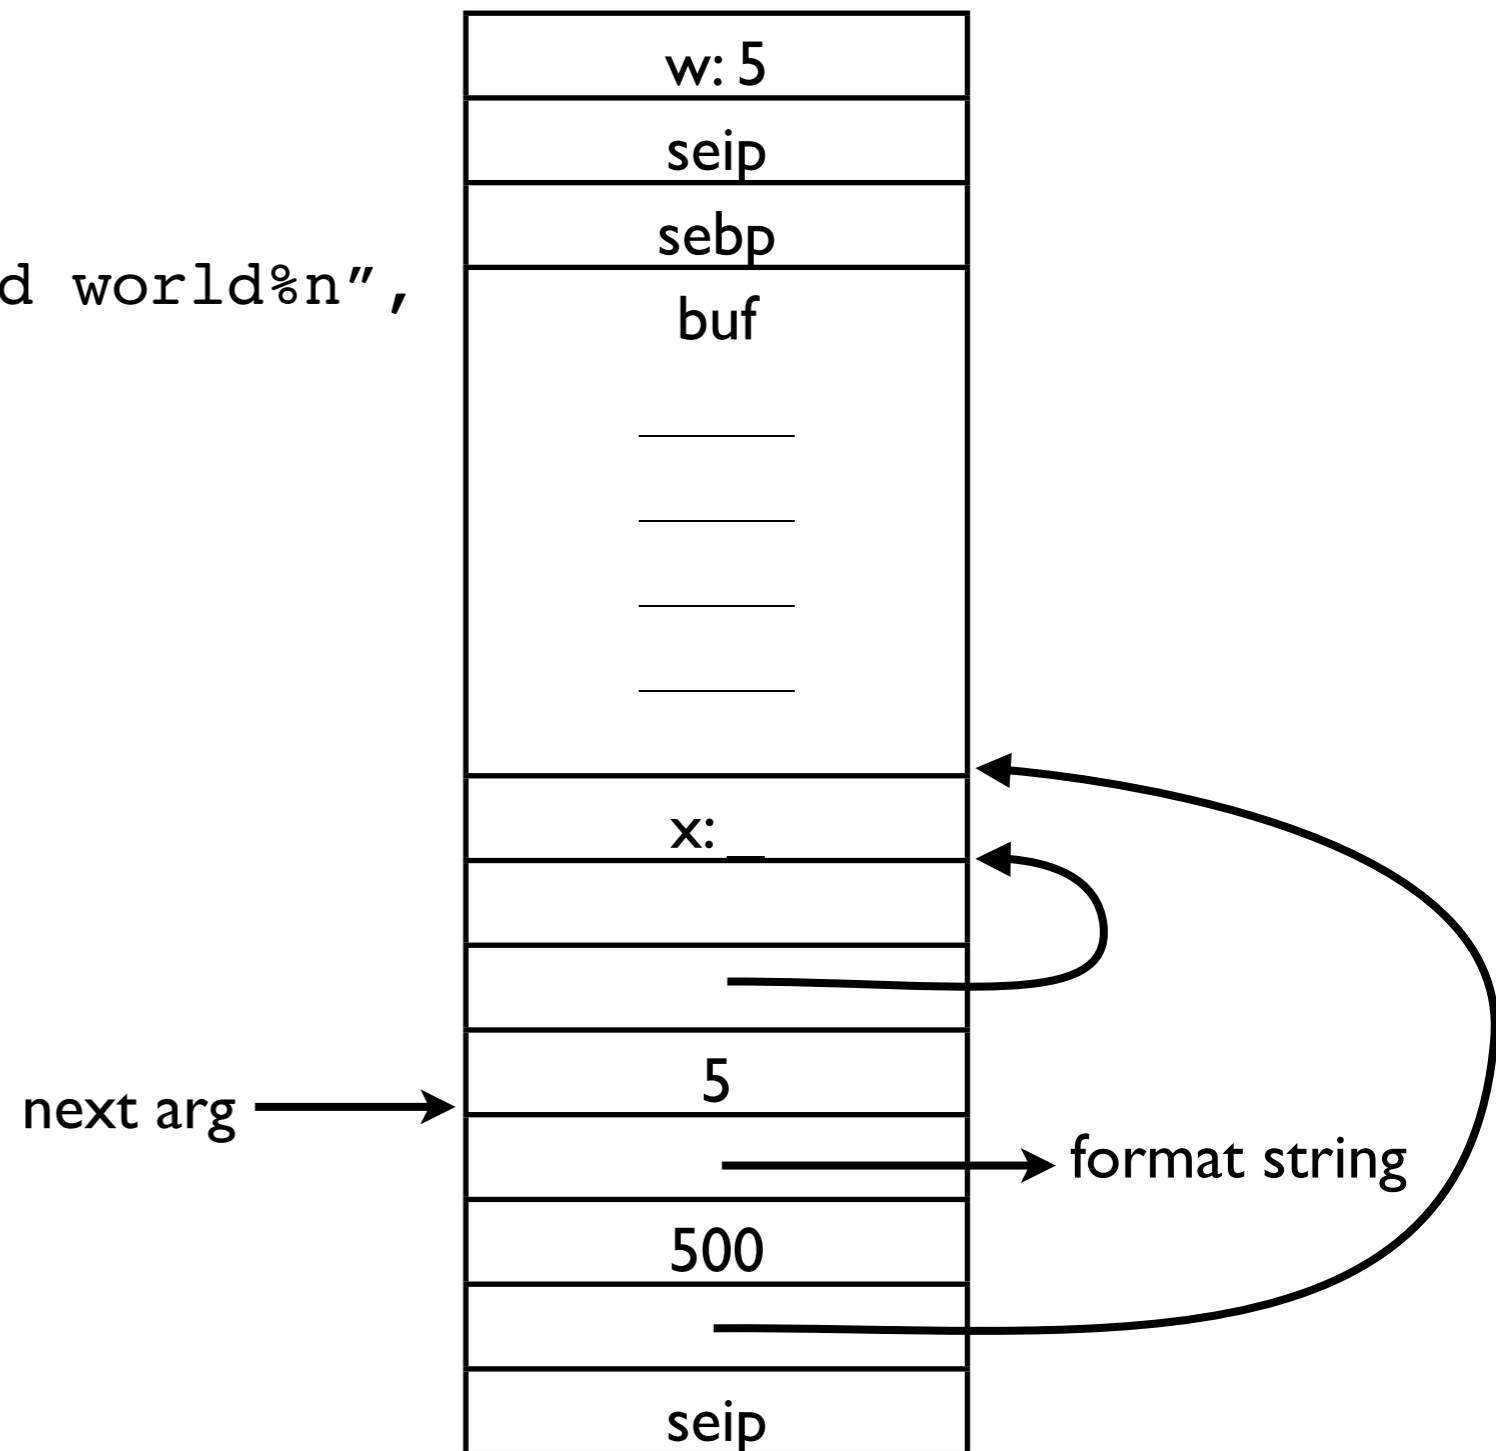 w: 5
seip
sebp
d world%n”,
buf
x: _
5
next arg
format string
500
seip